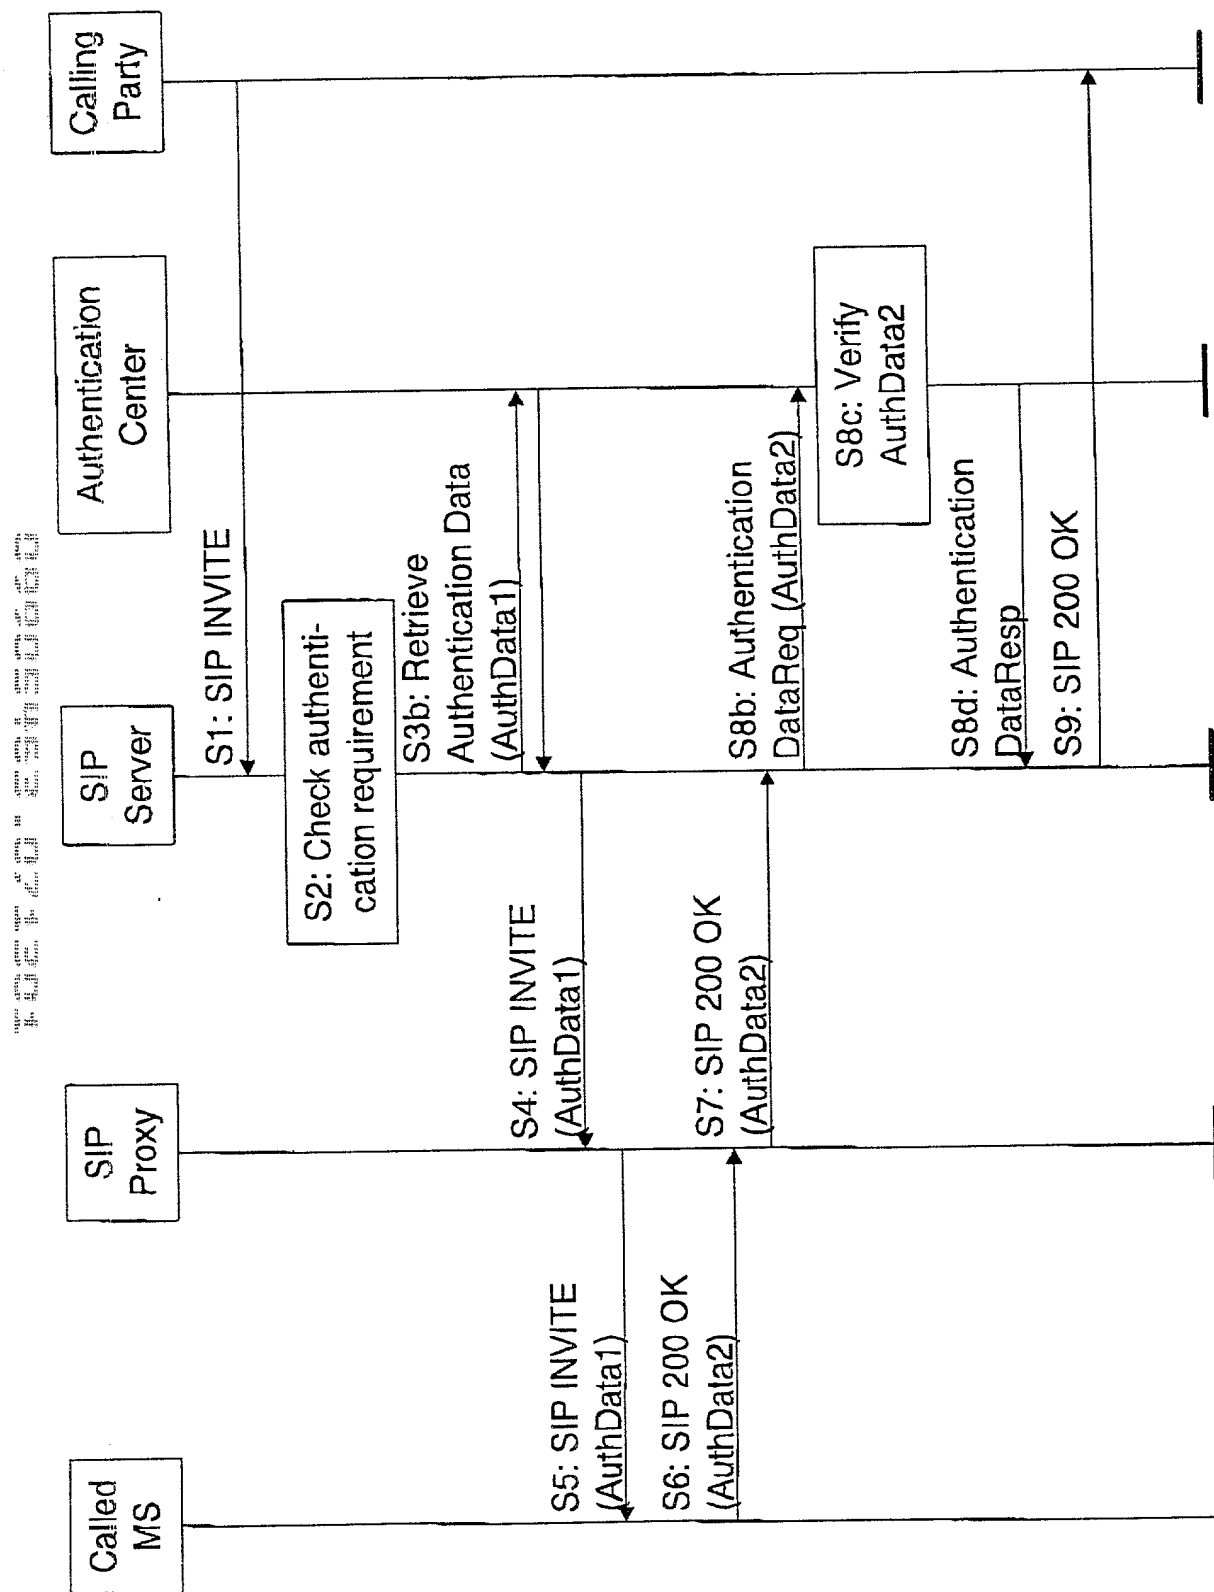 Called
MS
SIP
Proxy
SIP
Server
Authentication
Center
Calling
Party
S1: SIP INVITE
S2: Check authenti-
cation requirement
S3b: Retrieve
Authentication Data
(AuthData1)
S4: SIP INVITE
(AuthData1)
S5: SIP INVITE
(AuthData1)
S6: SIP 200 OK
(AuthData2)
S7: SIP 200 OK
(AuthData2)
S8b: Authentication
DataReq (AuthData2)
S8c: Verify
AuthData2
S8d: Authentication
DataResp
S9: SIP 200 OK